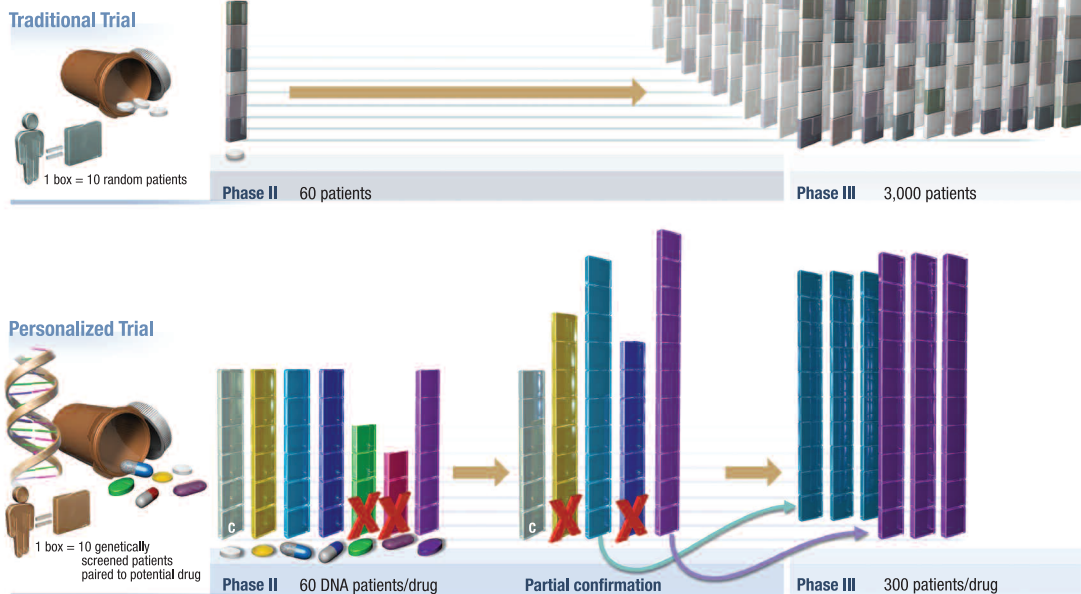 Traditional Trial
1 box = 10 random patients
Phase II 60 patients
Phase III 3,000 patients
Personalized Trial
C
C
1 box = 10 genetically
screened patients
paired to potential drug
Phase II 60 DNA patients/drug
Partial confirmation
Phase III 300 patients/drug